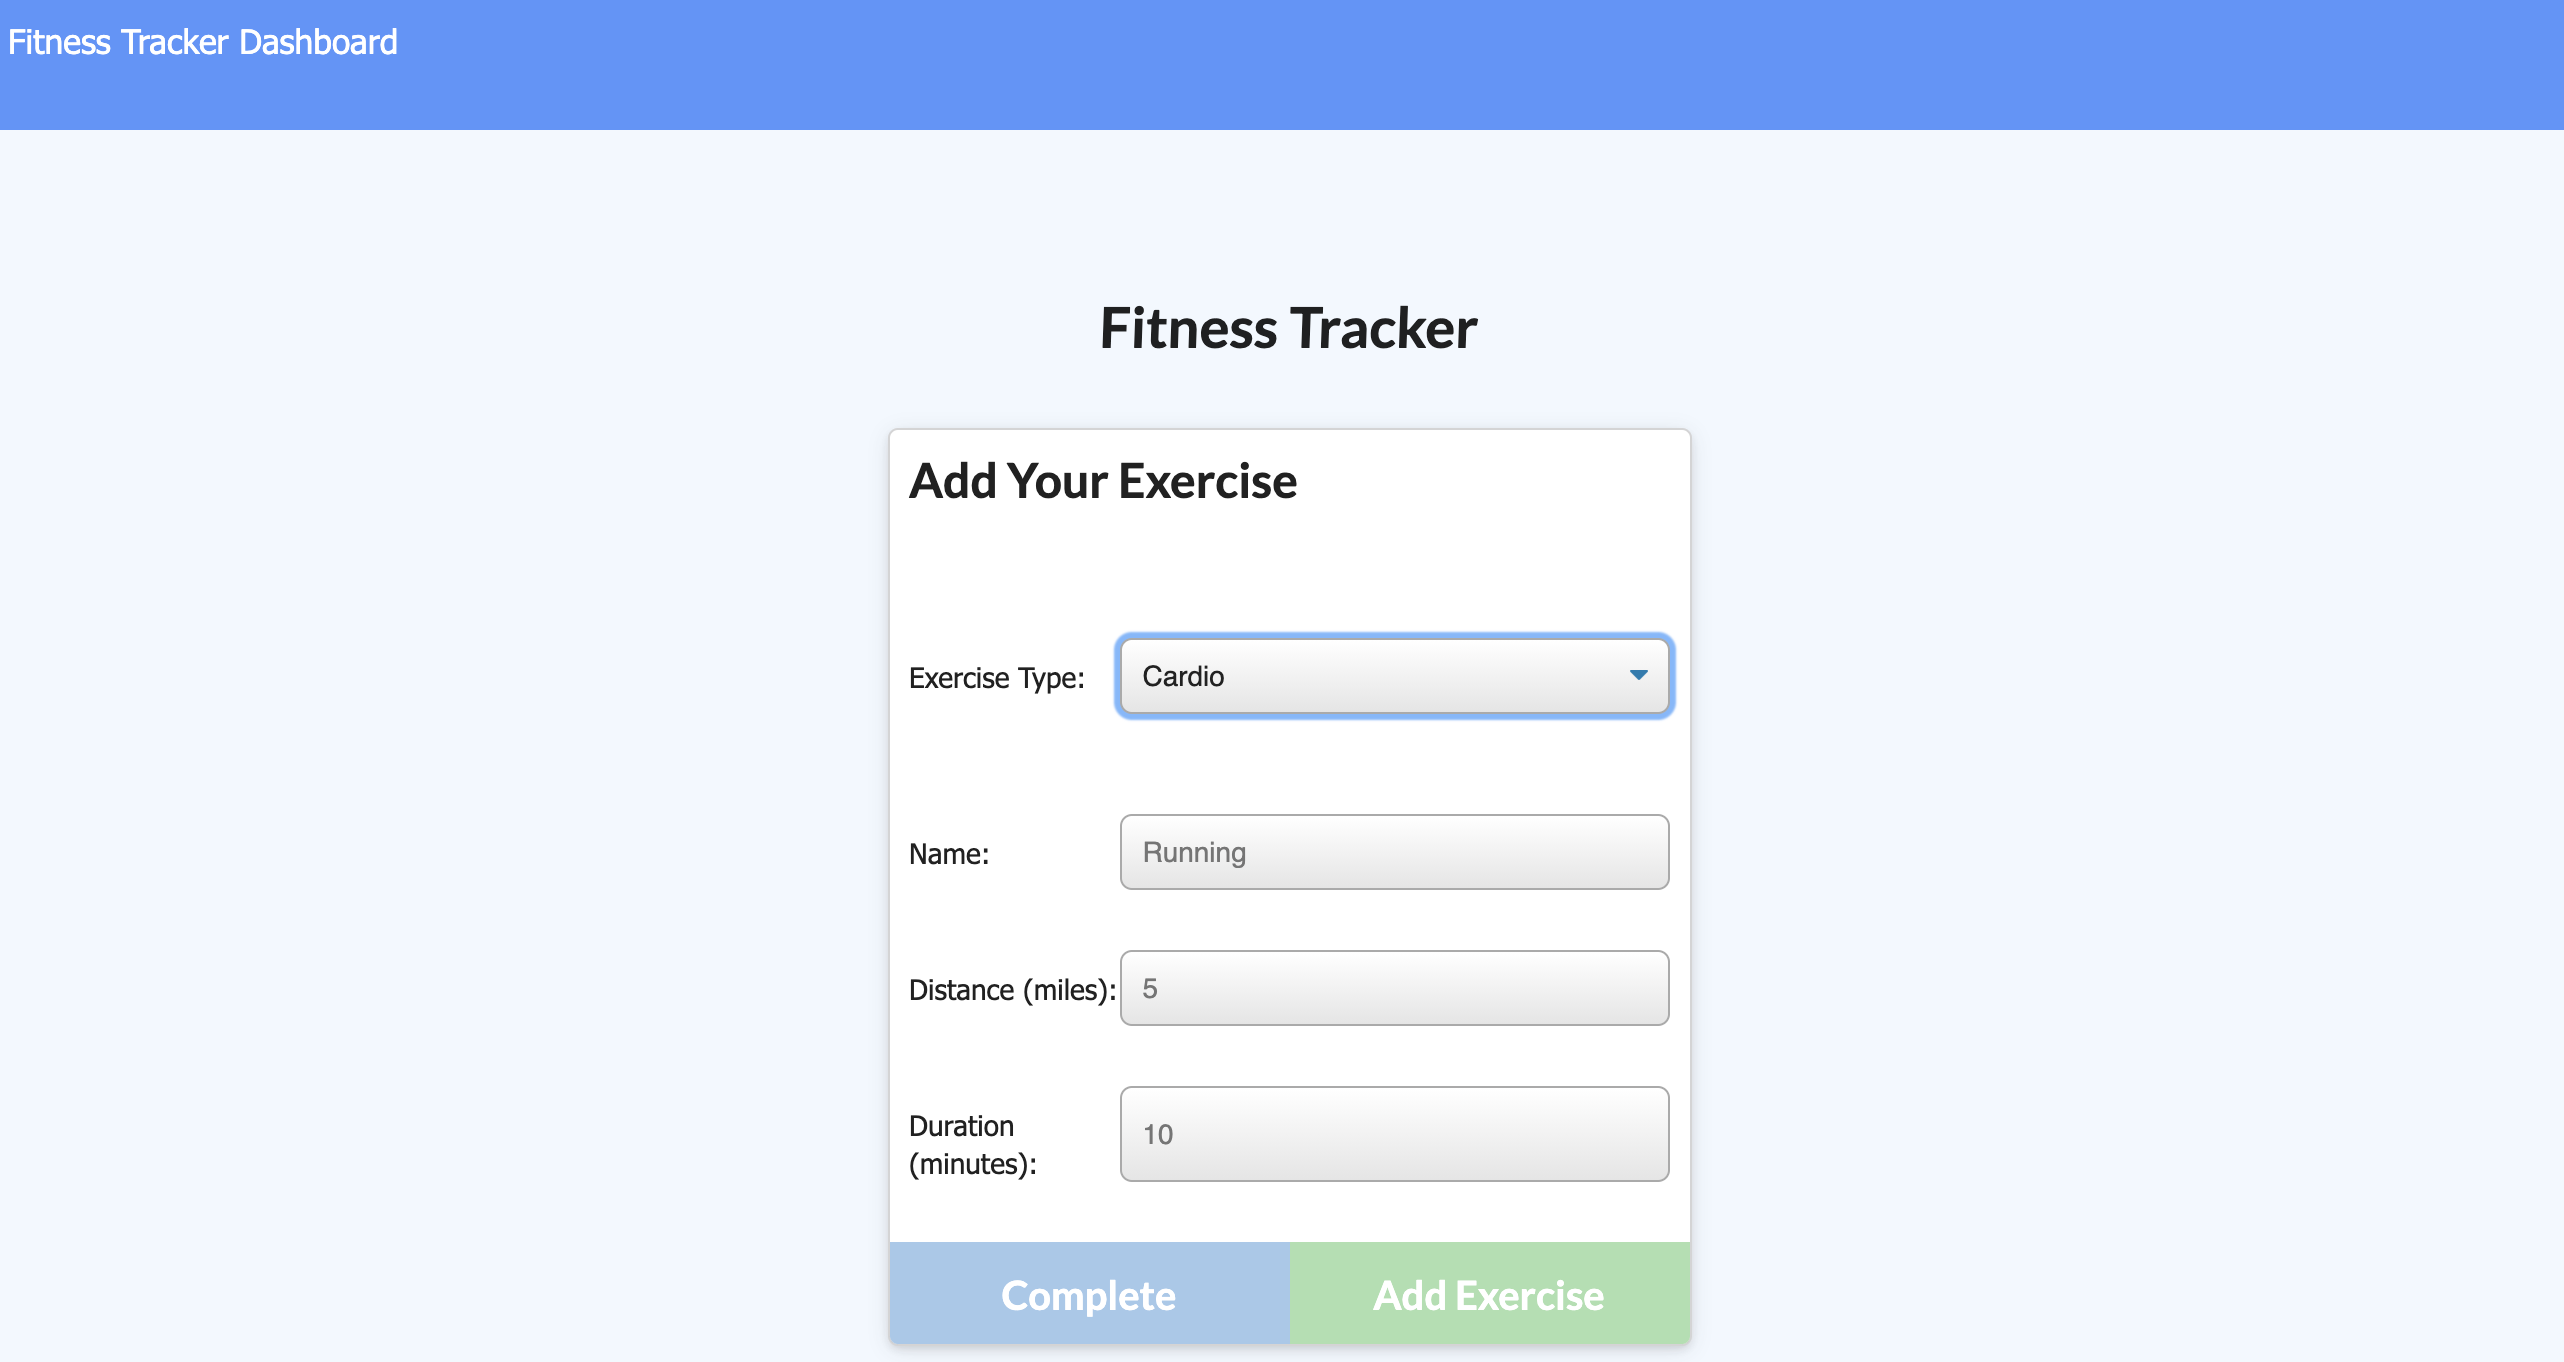 Fitness Tracker Dashboard
Fitness Tracker
Add Your Exercise
Exercise Type:
Cardio
Name:
Running
Distance (miles):
5
Duration
(minutes):
10
Complete
Add Exercise